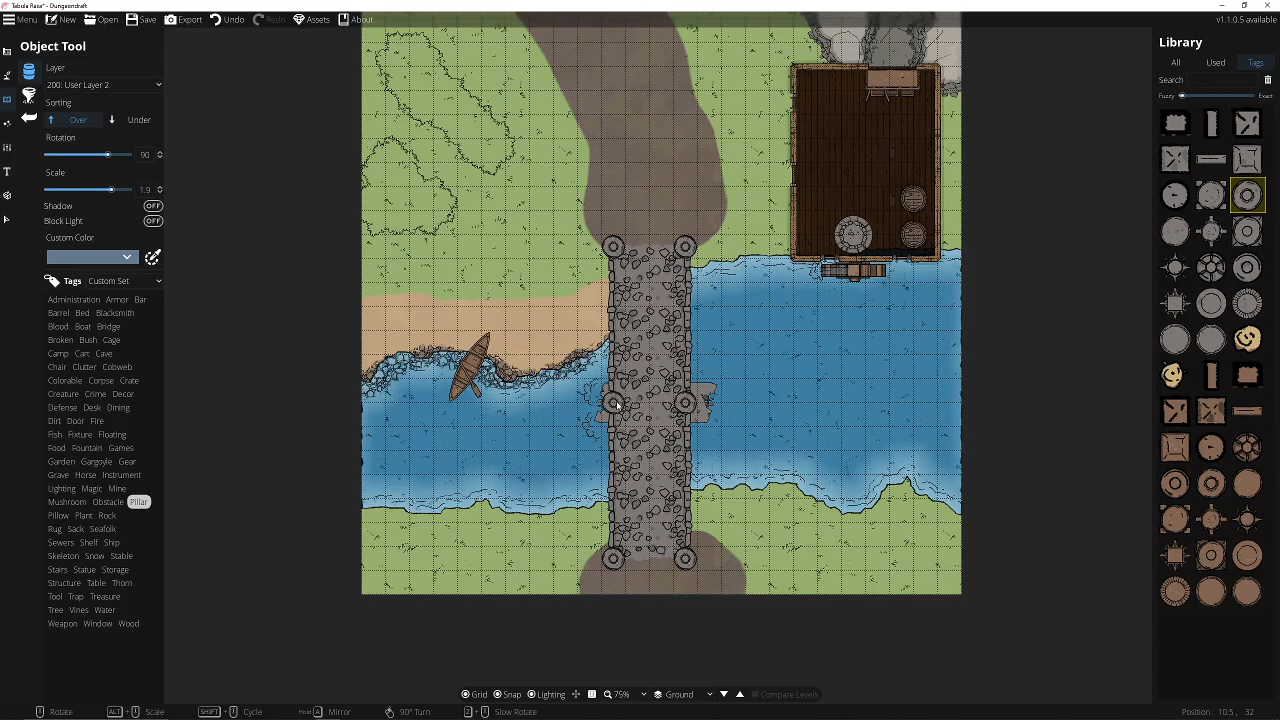 Tabula Rasa* - Dungeondraft
Menu New Open Save Export Undo Redo Assets About v1.1.0.5 available
Object Tool
Layer
200: User Layer 2
Sorting
Over Under
Rotation
90
Scale
1.9
Shadow OFF
Block Light OFF
Custom Color
Tags Custom Set
Administration Armor Bar
Barrel Bed Blacksmith
Blood Boat Bridge
Broken Bush Cage
Camp Cart Cave
Chair Clutter Cobweb
Colorable Corpse Crate
Creature Crime Decor
Defense Desk Dining
Dirt Door Fire
Fish Fixture Floating
Food Fountain Games
Garden Gargoyle Gear
Grave Horse Instrument
Lighting Magic Mine
Mushroom Obstacle Pillar
Pillow Plant Rock
Rug Sack Seafolk
Sewers Shelf Ship
Skeleton Snow Stable
Stairs Statue Storage
Structure Table Thorn
Tool Trap Treasure
Tree Vines Water
Weapon Window Wood
Library
All Used Tags
Search
Fuzzy Exact
Grid Snap Lighting 75% Ground Compare Levels
Rotate ALT + Scale SHIFT + Cycle Hold A Mirror 90° Turn Z + Slow Rotate Position : 10.5 , 32